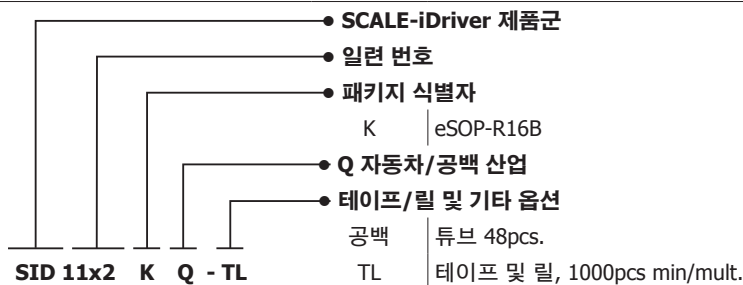 SCALE-iDriver 제품군
일련 번호
패키지 식별자
K eSOP-R16B
Q 자동차/공백 산업
테이프/릴 및 기타 옵션
공백 튜브 48pcs.
SID 11x2 K Q - TL TL 테이프 및 릴, 1000pcs min/mult.